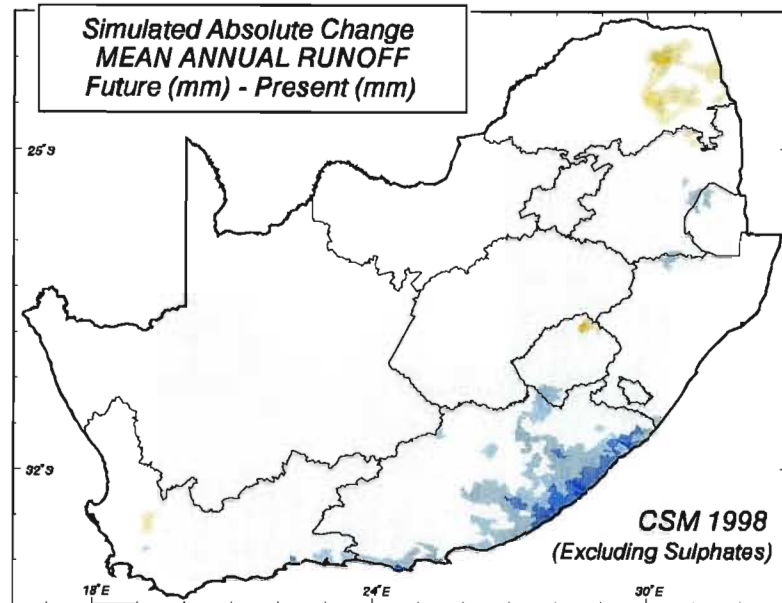 Simulated Absolute Change
MEAN ANNUAL RUNOFF
Future (mm) - Present (mm)
25°S
32°S
CSM 1998
(Excluding Sulphates)
18°E
24°E
30°E